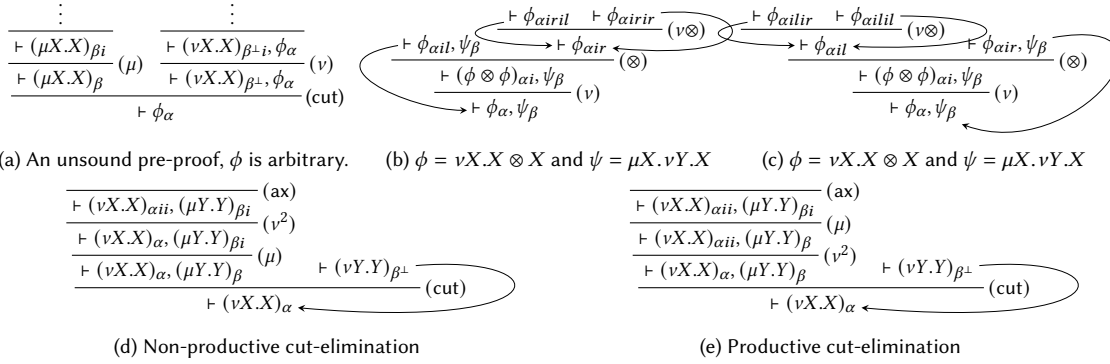 ⋮ ⋮
⊢ (μX.X)_{βi} ⊢ (νX.X)_{β⊥i}, ϕ_α
(μ) (ν)
⊢ (μX.X)_β ⊢ (νX.X)_{β⊥}, ϕ_α
(cut)
⊢ ϕ_α
(a) An unsound pre-proof, ϕ is arbitrary.
⊢ ϕ_{αiril} ⊢ ϕ_{αirir}
(ν⊗)
⊢ ϕ_{αil}, ψ_β ⊢ ϕ_{αir}
(⊗)
⊢ (ϕ ⊗ ϕ)_{αi}, ψ_β
(ν)
⊢ ϕ_α, ψ_β
(b) ϕ = νX.X ⊗ X and ψ = μX.νY.X
⊢ ϕ_{αilir} ⊢ ϕ_{αilil}
(ν⊗)
⊢ ϕ_{αil} ⊢ ϕ_{αir}, ψ_β
(⊗)
⊢ (ϕ ⊗ ϕ)_{αi}, ψ_β
(ν)
⊢ ϕ_α, ψ_β
(c) ϕ = νX.X ⊗ X and ψ = μX.νY.X
(ax)
⊢ (νX.X)_{αii}, (μY.Y)_{βi}
(ν²)
⊢ (νX.X)_α, (μY.Y)_{βi}
(μ)
⊢ (νX.X)_α, (μY.Y)_β ⊢ (νY.Y)_{β⊥}
(cut)
⊢ (νX.X)_α
(d) Non-productive cut-elimination
(ax)
⊢ (νX.X)_{αii}, (μY.Y)_{βi}
(μ)
⊢ (νX.X)_{αii}, (μY.Y)_β
(ν²)
⊢ (νX.X)_α, (μY.Y)_β ⊢ (νY.Y)_{β⊥}
(cut)
⊢ (νX.X)_α
(e) Productive cut-elimination